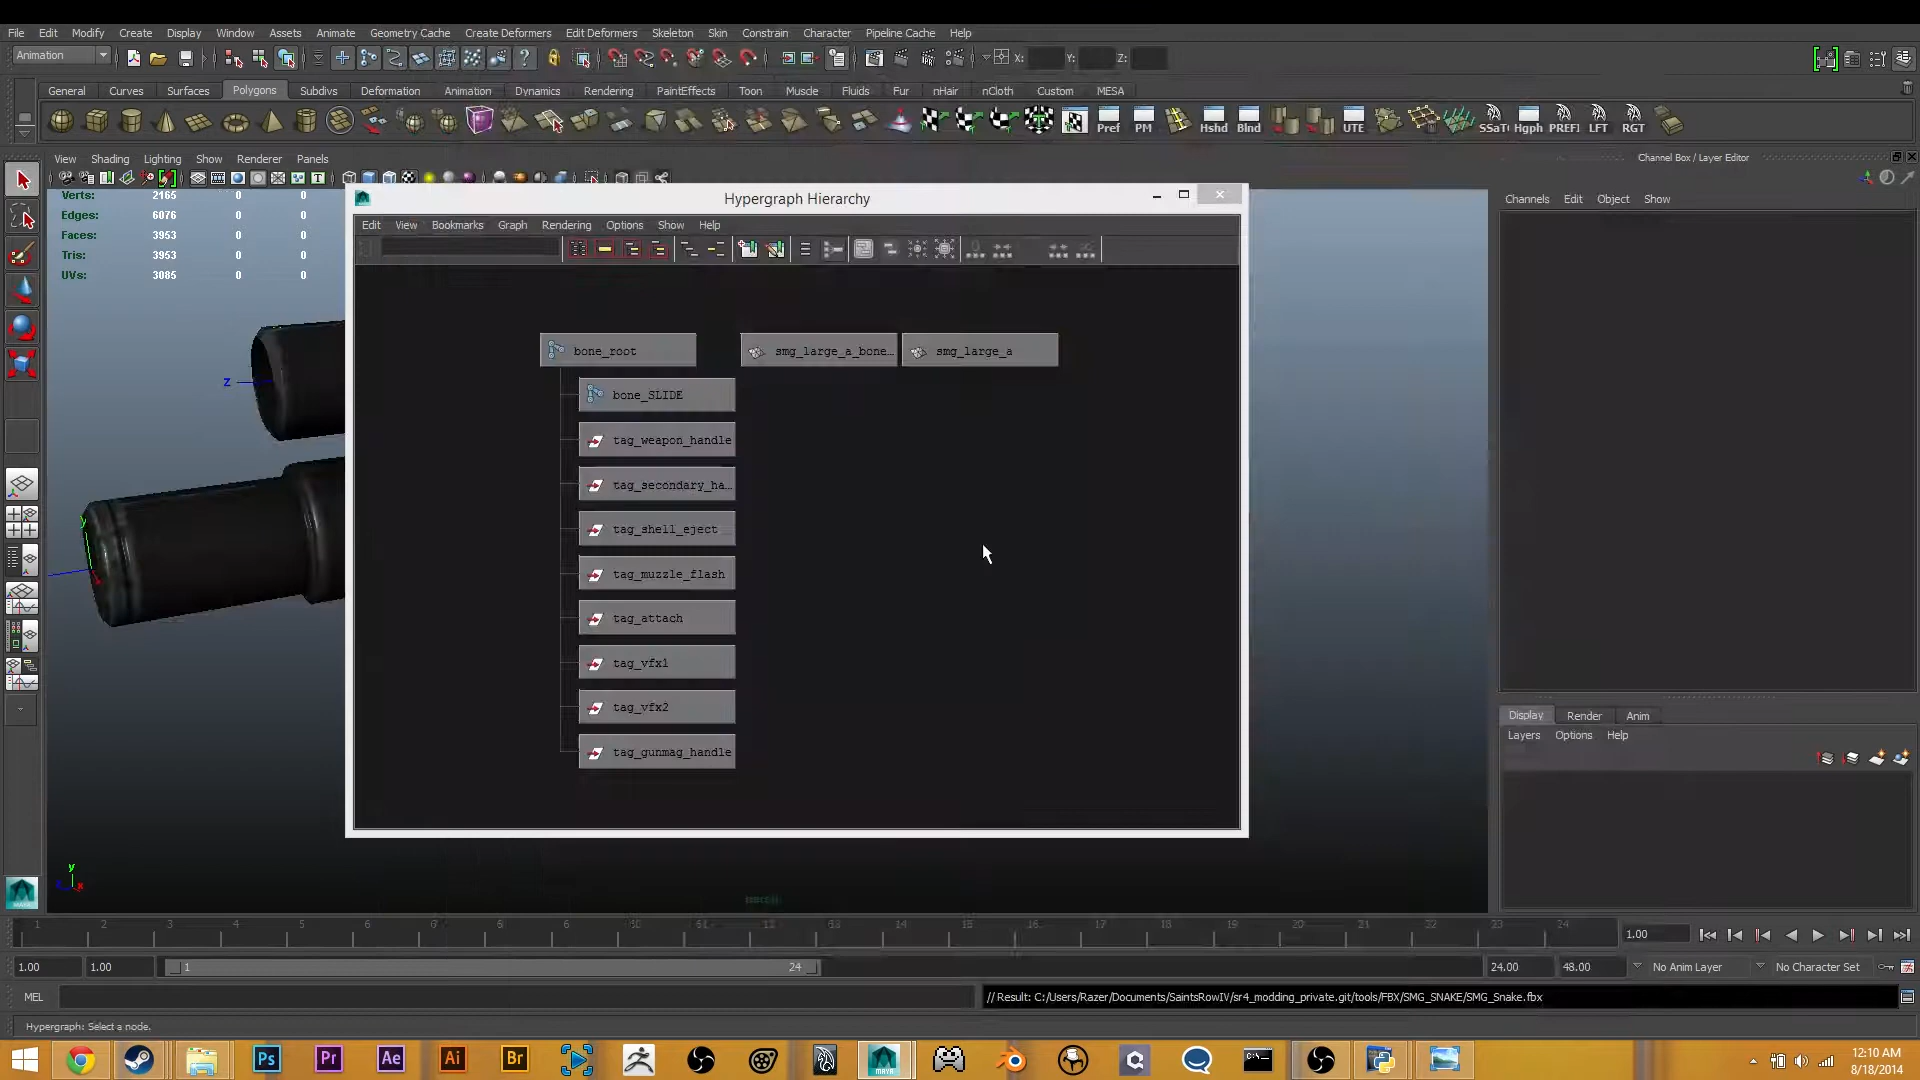 File Edit Modify Create Display Window Assets Animate Geometry Cache Create Deformers Edit Deformers Skeleton Skin Constrain Character Pipeline Cache Help
Animation X: Y: Z:
General Curves Surfaces Polygons Subdivs Deformation Animation Dynamics Rendering PaintEffects Toon Muscle Fluids Fur nHair nCloth Custom MESA
Pref PM Hshd Blnd UTE SSaT Hgph PREF LFT RGT
View Shading Lighting Show Renderer Panels
Channel Box / Layer Editor
Verts: 2165 0 0
Edges: 6076 0 0
Faces: 3953 0 0
Tris: 3953 0 0
UVs: 3085 0 0
Hypergraph Hierarchy
Edit View Bookmarks Graph Rendering Options Show Help
Channels Edit Object Show
bone_root smg_large_a_bone... smg_large_a
bone_SLIDE
tag_weapon_handle
tag_secondary_ha...
tag_shell_eject
tag_muzzle_flash
tag_attach
tag_vfx1
tag_vfx2
tag_gunmag_handle
z
y
Display Render Anim
Layers Options Help
y
x
1.00
1.00 1.00 1 24 24.00 48.00 No Anim Layer No Character Set
MEL // Result: C:/Users/Razer/Documents/SaintsRowIV/sr4_modding_private.git/tools/FBX/SMG_SNAKE/SMG_Snake.fbx
Hypergraph: Select a node.
Ps Pr Ae Ai Br MAYA
12:10 AM
8/18/2014